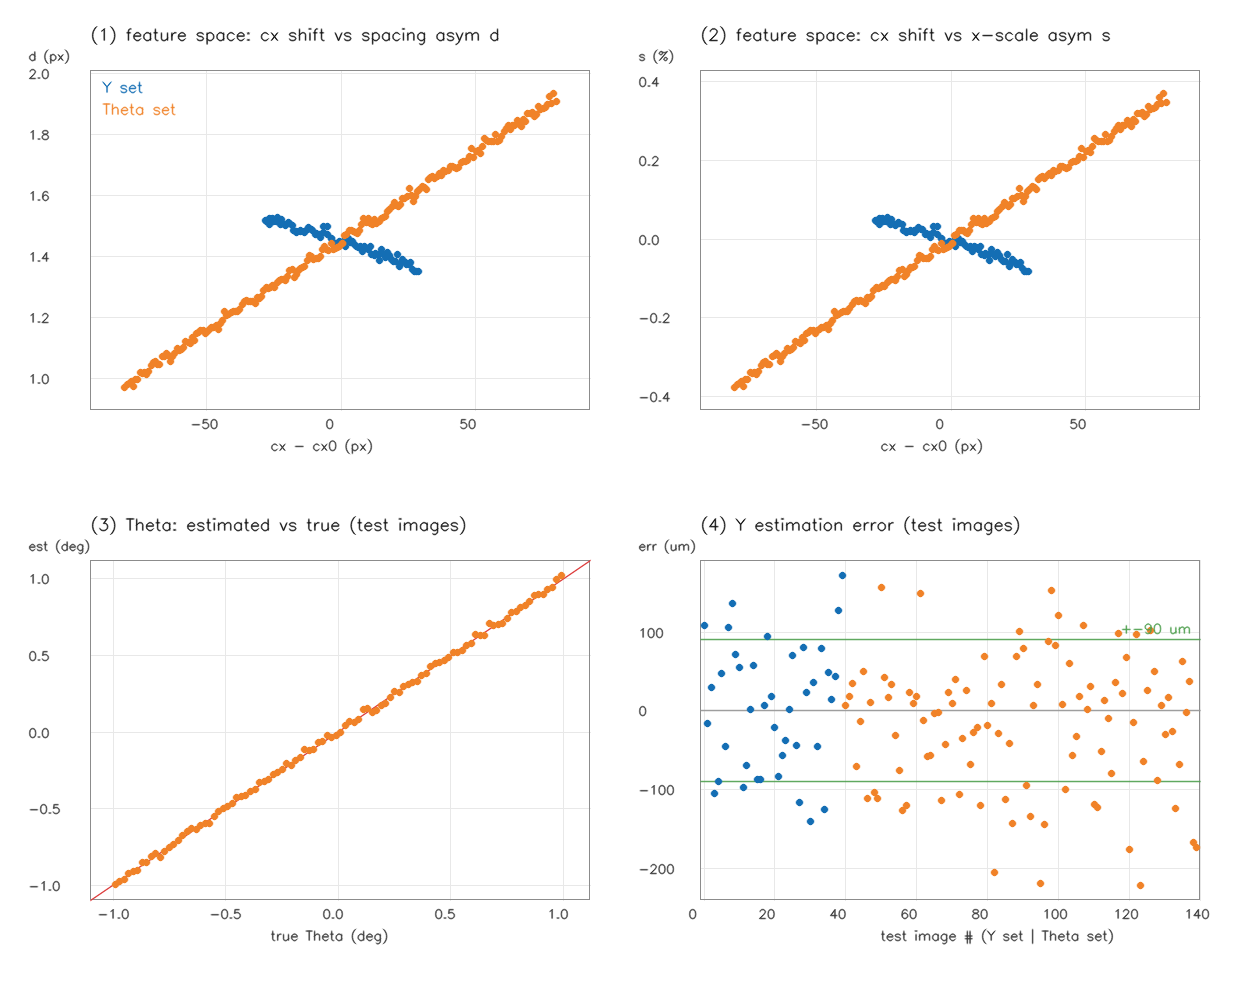 (1) feature space: cx shift vs spacing asym d
d (px)
2.0
1.8
1.6
1.4
1.2
1.0
Y set
Theta set
−50
0
50
cx − cx0 (px)
(2) feature space: cx shift vs x−scale asym s
s (%)
0.4
0.2
0.0
−0.2
−0.4
−50
0
50
cx − cx0 (px)
(3) Theta: estimated vs true (test images)
est (deg)
1.0
0.5
0.0
−0.5
−1.0
−1.0
−0.5
0.0
0.5
1.0
true Theta (deg)
(4) Y estimation error (test images)
err (um)
100
0
−100
−200
+−90 um
0
20
40
60
80
100
120
140
test image # (Y set | Theta set)